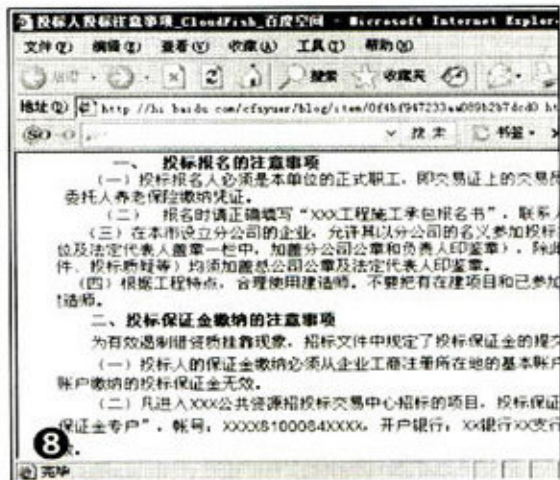 投标人投标注意事项_CloudFish_百度空间 - Microsoft Internet Explor
文件(F) 编辑(E) 查看(V) 收藏(A) 工具(T) 帮助(H)
搜索 收藏夹
地址(D) http://hi.baidu.com/cfsyuer/blog/item/
搜索 书签
一、 投标报名的注意事项
(一)投标报名人必须是本单位的正式职工，即交易证上的交易员
委托人养老保险缴纳凭证。
(二) 报名时请正确填写“XXX工程施工承包报名书”，联系
(三)在本市设立分公司的企业，允许其以分公司的名义参加投标
位及法定代表人盖章一栏中，加盖分公司公章和负责人印鉴章)，除此
件、投标质疑等)均须加盖总公司公章及法定代表人印鉴章。
(四)根据工程特点，合理使用建造师。不要把有在建项目和已参加
造师。
二、投标保证金缴纳的注意事项
为有效遏制借资质挂靠现象，招标文件中规定了投标保证金的提交
(一)投标人的保证金缴纳必须从企业工商注册所在地的基本帐户
账户缴纳的投标保证金无效。
(二)凡进入XXX公共资源招投标交易中心招标的项目，投标保证
保证金专户”，帐号：XXXX8100084XXXX，开户银行：XX银行XX支行
8
完毕